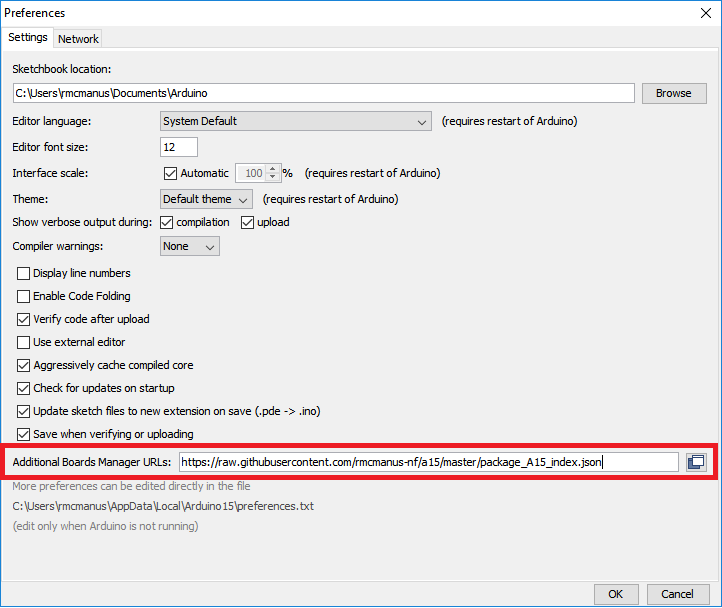 Preferences
Settings Network
Sketchbook location:
C:\Users\rmcmanus\Documents\Arduino Browse
Editor language: System Default (requires restart of Arduino)
Editor font size: 12
Interface scale: Automatic 100 % (requires restart of Arduino)
Theme: Default theme (requires restart of Arduino)
Show verbose output during: compilation upload
Compiler warnings: None
Display line numbers
Enable Code Folding
Verify code after upload
Use external editor
Aggressively cache compiled core
Check for updates on startup
Update sketch files to new extension on save (.pde -> .ino)
Save when verifying or uploading
Additional Boards Manager URLs: https://raw.githubusercontent.com/rmcmanus-nf/a15/master/package_A15_index.json
More preferences can be edited directly in the file
C:\Users\rmcmanus\AppData\Local\Arduino15\preferences.txt
(edit only when Arduino is not running)
OK Cancel